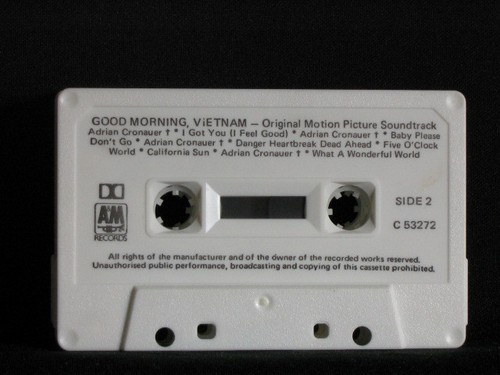 GOOD MORNING, ViETNAM — Original Motion Picture Soundtrack
Adrian Cronauer † * I Got You (I Feel Good) * Adrian Cronauer † * Baby Please
Don't Go * Adrian Cronauer † * Danger Heartbreak Dead Ahead * Five O'Clock
World * California Sun * Adrian Cronauer † * What A Wonderful World
SIDE 2
A&M
RECORDS
C 53272
All rights of the manufacturer and of the owner of the recorded works reserved.
Unauthorised public performance, broadcasting and copying of this cassette prohibited.